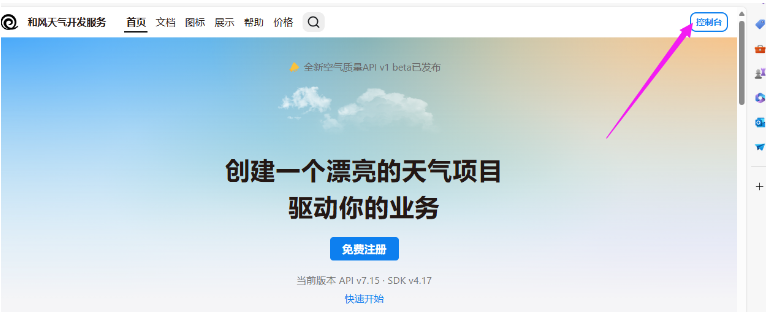 和风天气开发服务 首页 文档 图标 展示 帮助 价格 控制台
全新空气质量API v1 beta已发布
创建一个漂亮的天气项目
驱动你的业务
免费注册
当前版本 API v7.15 · SDK v4.17
快速开始